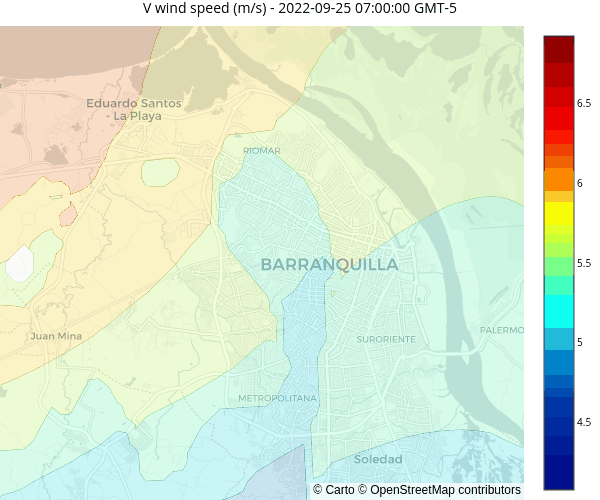 V wind speed (m/s) - 2022-09-25 07:00:00 GMT-5
6.5
6
5.5
5
4.5
Eduardo Santos
- La Playa
RIOMAR
BARRANQUILLA
Juan Mina
SURORIENTE
PALERMO
METROPOLITANA
Soledad
© Carto © OpenStreetMap contributors